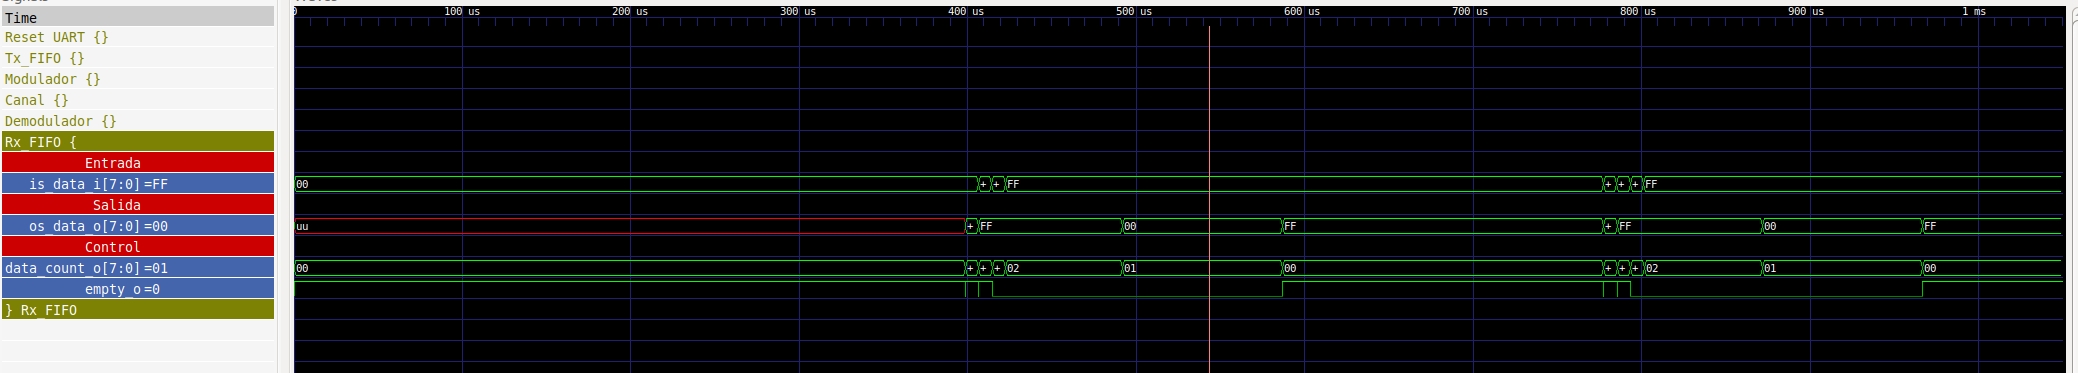 Time
0 100 us 200 us 300 us 400 us 500 us 600 us 700 us 800 us 900 us 1 ms
Reset UART {}
Tx_FIFO {}
Modulador {}
Canal {}
Demodulador {}
Rx_FIFO {
Entrada
is_data_i[7:0]=FF 00 + + FF + + + FF
Salida
os_data_o[7:0]=00 uu + FF 00 FF + FF 00 FF
Control
data_count_o[7:0]=01 00 + + + 02 01 00 + + + 02 01 00
empty_o=0
} Rx_FIFO